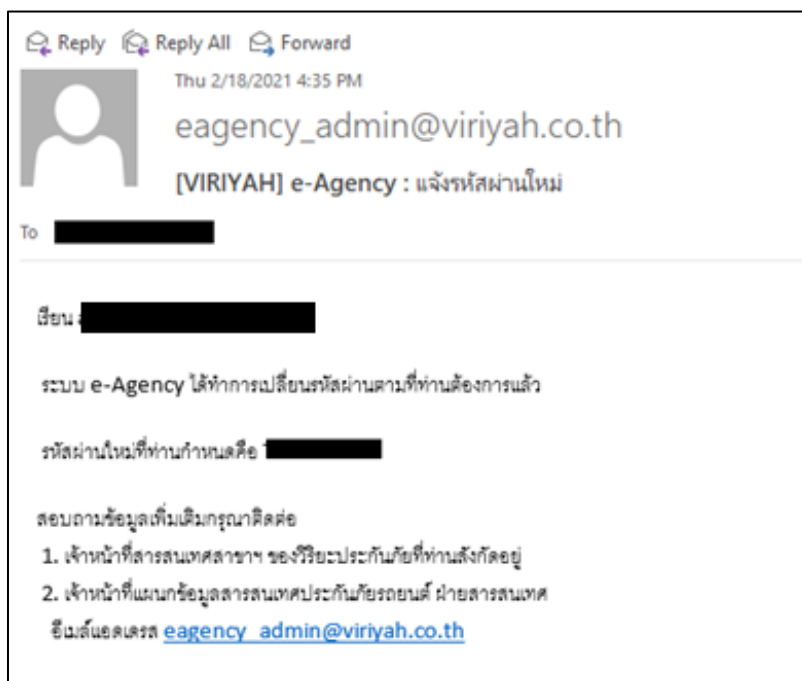 Reply Reply All Forward
Thu 2/18/2021 4:35 PM
eagency_admin@viriyah.co.th
[VIRIYAH] e-Agency : แจ้งรหัสผ่านใหม่
To
เรียน
ระบบ e-Agency ได้ทำการเปลี่ยนรหัสผ่านตามที่ท่านต้องการแล้ว
รหัสผ่านใหม่ที่ท่านกำหนดคือ
สอบถามข้อมูลเพิ่มเติมกรุณาติดต่อ
1. เจ้าหน้าที่สารสนเทศสาขาฯ ของวิริยะประกันภัยที่ท่านสังกัดอยู่
2. เจ้าหน้าที่แผนกข้อมูลสารสนเทศประกันภัยรถยนต์ ฝ่ายสารสนเทศ
อีเมล์แอดเดรส eagency_admin@viriyah.co.th